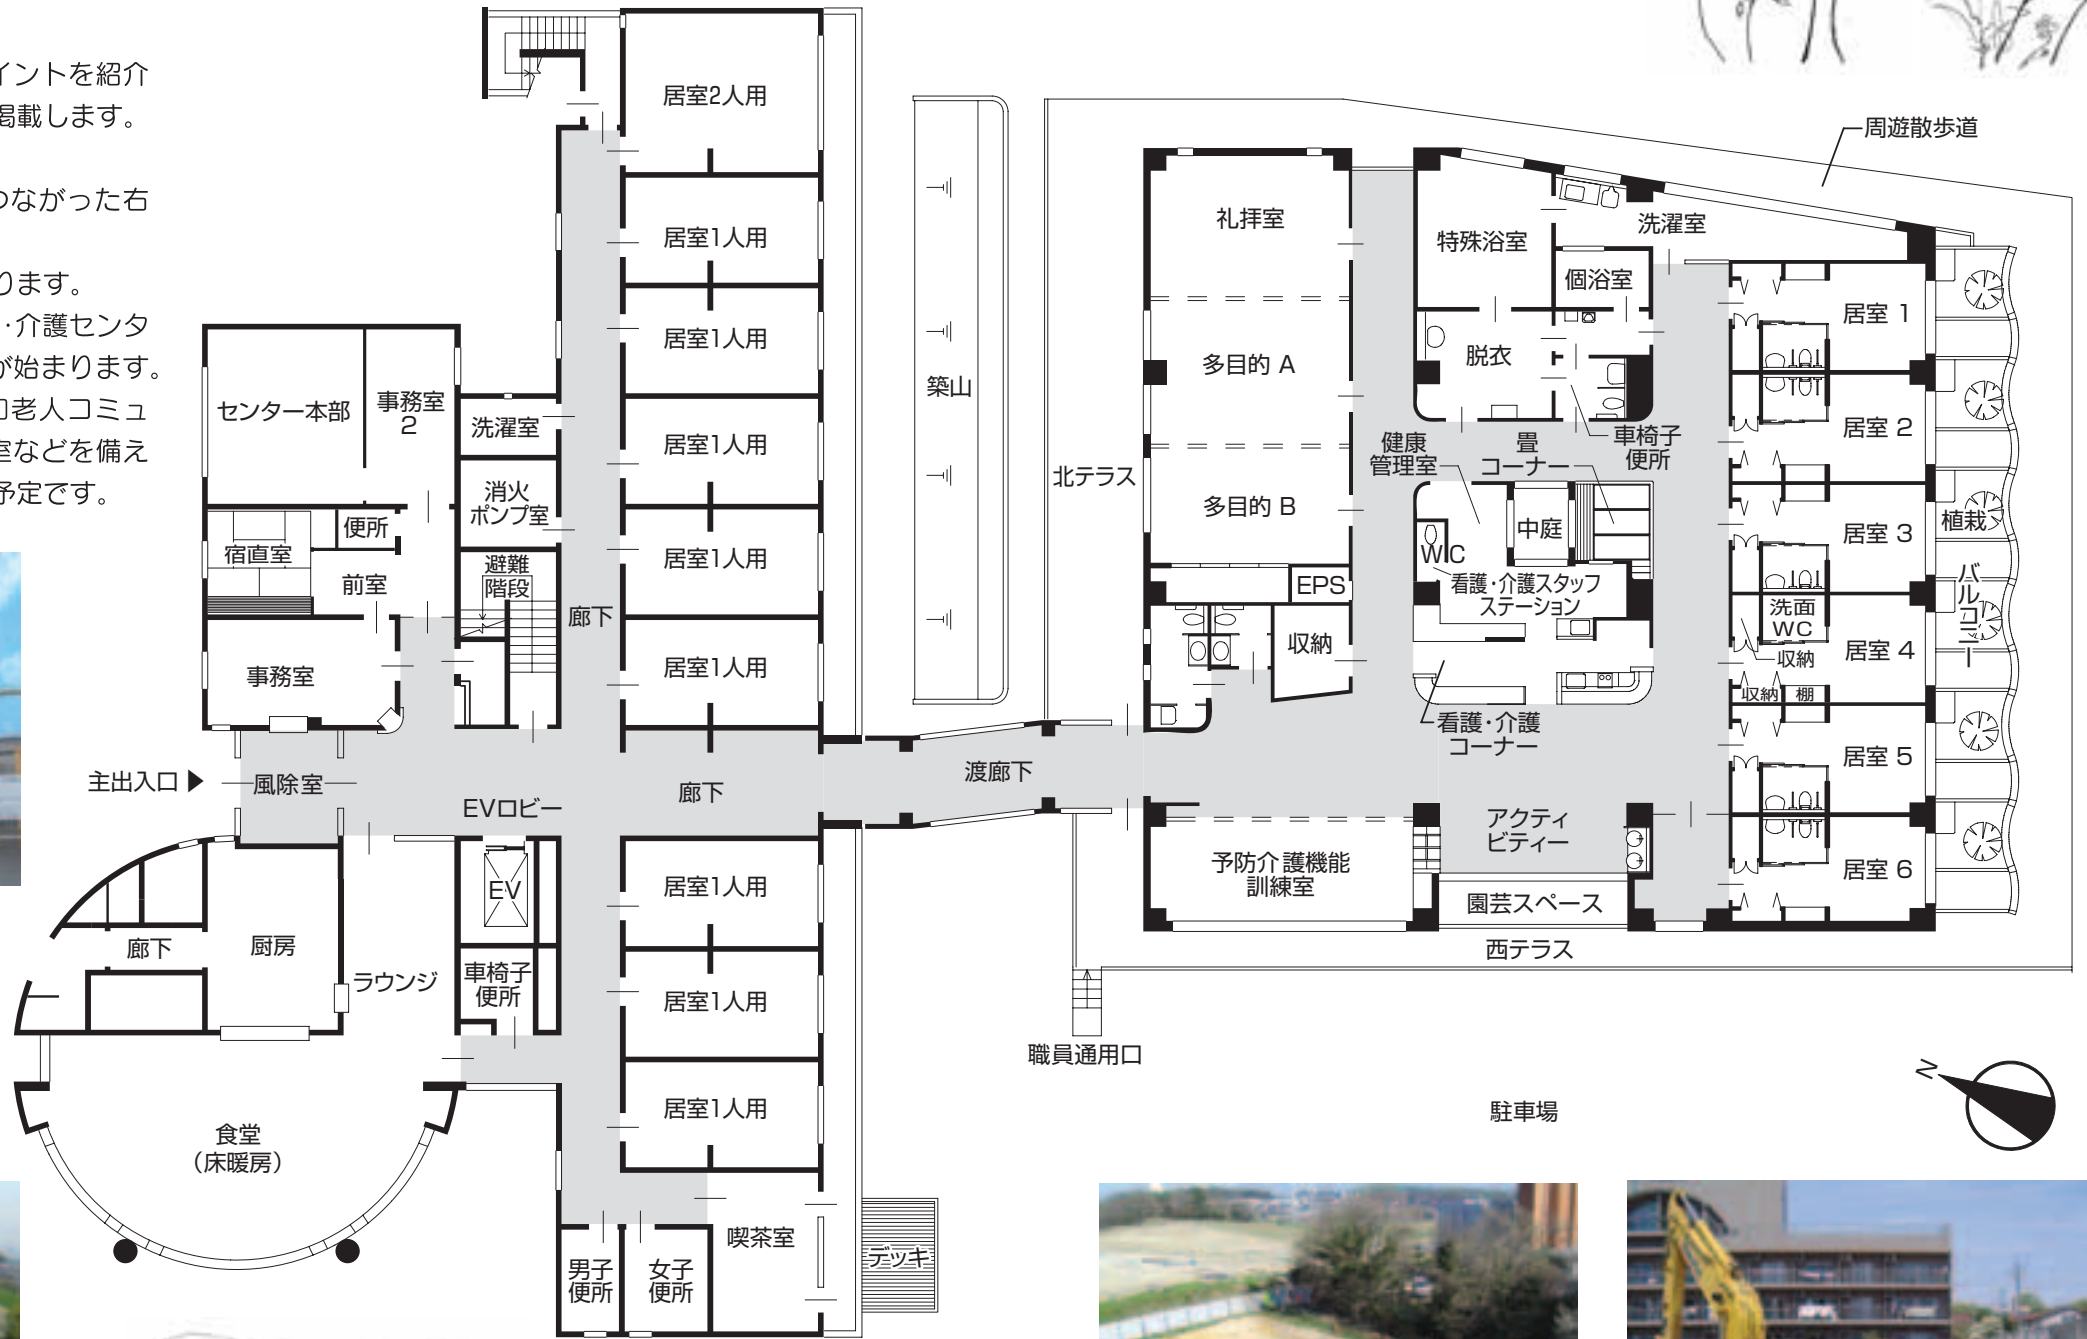 イントを紹介
掲載します。
つながった右
ります。
・介護センタ
が始まります。
老人コミュ
室などを備え
予定です。
居室2人用
居室1人用
居室1人用
居室1人用
居室1人用
居室1人用
センター本部
事務室
2
洗濯室
消火
ポンプ室
便所
宿直室
前室
避難
階段
廊下
事務室
主出入口
風除室
EVロビー
廊下
渡廊下
EV
厨房
廊下
ラウンジ
車椅子
便所
居室1人用
居室1人用
居室1人用
食堂
（床暖房）
男子
便所
女子
便所
喫茶室
デッキ
築山
周遊散歩道
北テラス
礼拝室
多目的 A
多目的 B
EPS
収納
特殊浴室
洗濯室
個浴室
脱衣
健康
管理室
畳
コーナー
車椅子
便所
中庭
WC
看護・介護スタッフ
ステーション
看護・介護
コーナー
アクティ
ビティー
予防介護機能
訓練室
園芸スペース
西テラス
職員通用口
駐車場
居室 1
居室 2
居室 3
居室 4
居室 5
居室 6
洗面
WC
収納
収納
棚
植栽
バルコニー
N